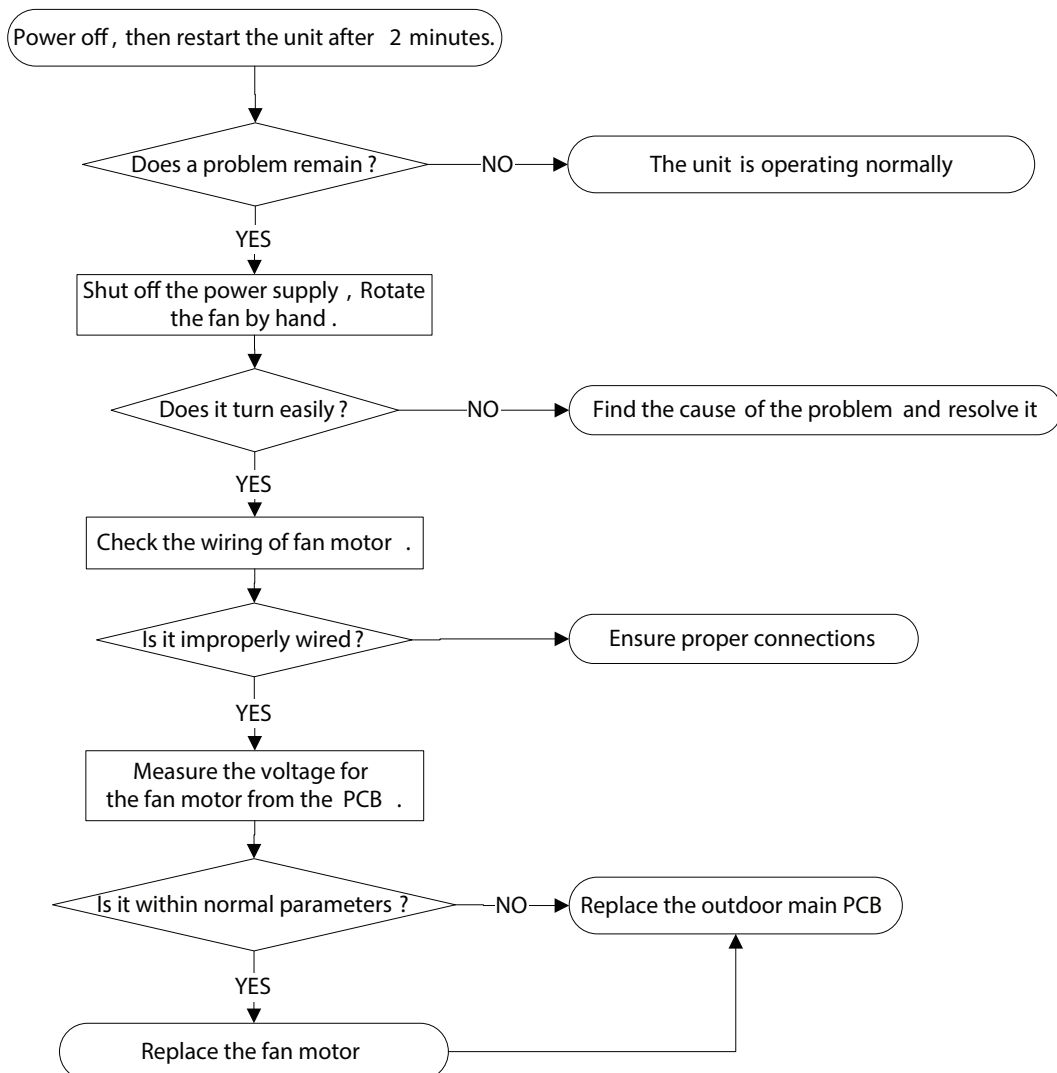 Power off, then restart the unit after 2 minutes.
Does a problem remain?
NO
The unit is operating normally
YES
Shut off the power supply, Rotate
the fan by hand.
Does it turn easily?
NO
Find the cause of the problem and resolve it
YES
Check the wiring of fan motor.
Is it improperly wired?
Ensure proper connections
YES
Measure the voltage for
the fan motor from the PCB.
Is it within normal parameters?
NO
Replace the outdoor main PCB
YES
Replace the fan motor